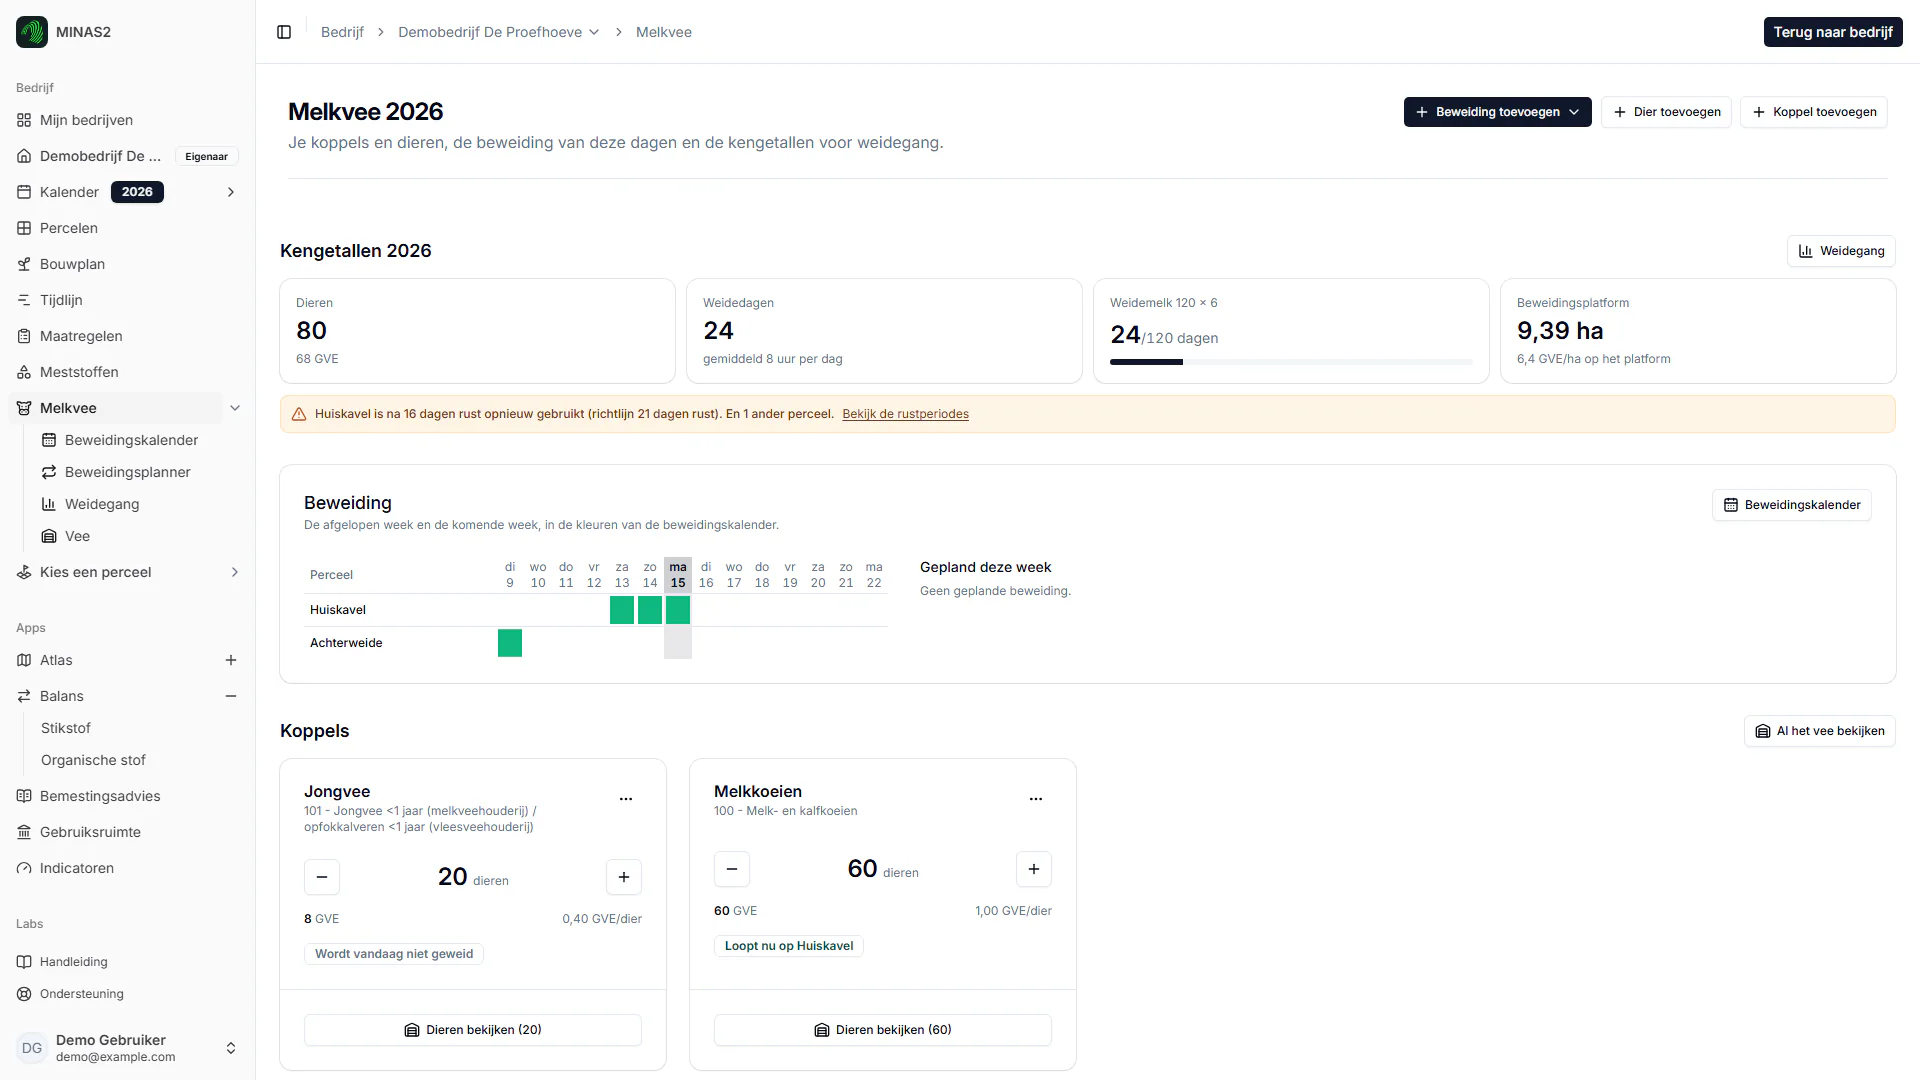 MINAS2
Bedrijf
Mijn bedrijven
Demobedrijf De ... Eigenaar
Kalender 2026
Percelen
Bouwplan
Tijdlijn
Maatregelen
Meststoffen
Melkvee
Beweidingskalender
Beweidingsplanner
Weidegang
Vee
Kies een perceel
Apps
Atlas
Balans
Stikstof
Organische stof
Bemestingsadvies
Gebruiksruimte
Indicatoren
Labs
Handleiding
Ondersteuning
DG
Demo Gebruiker
demo@example.com
Bedrijf > Demobedrijf De Proefhoeve > Melkvee
Terug naar bedrijf
Melkvee 2026
Je koppels en dieren, de beweiding van deze dagen en de kengetallen voor weidegang.
+ Beweiding toevoegen
+ Dier toevoegen
+ Koppel toevoegen
Kengetallen 2026
Weidegang
Dieren
80
68 GVE
Weidedagen
24
gemiddeld 8 uur per dag
Weidemelk 120 × 6
24/120 dagen
Beweidingsplatform
9,39 ha
6,4 GVE/ha op het platform
Huiskavel is na 16 dagen rust opnieuw gebruikt (richtlijn 21 dagen rust). En 1 ander perceel. Bekijk de rustperiodes
Beweiding
De afgelopen week en de komende week, in de kleuren van de beweidingskalender.
Beweidingskalender
Perceel
di wo do vr za zo ma di wo do vr za zo ma
9 10 11 12 13 14 15 16 17 18 19 20 21 22
Huiskavel
Achterweide
Gepland deze week
Geen geplande beweiding.
Koppels
Al het vee bekijken
Jongvee
101 - Jongvee <1 jaar (melkveehouderij) /
opfokkalveren <1 jaar (vleesveehouderij)
− 20 dieren +
8 GVE 0,40 GVE/dier
Wordt vandaag niet geweid
Dieren bekijken (20)
Melkkoeien
100 - Melk- en kalfkoeien
− 60 dieren +
60 GVE 1,00 GVE/dier
Loopt nu op Huiskavel
Dieren bekijken (60)